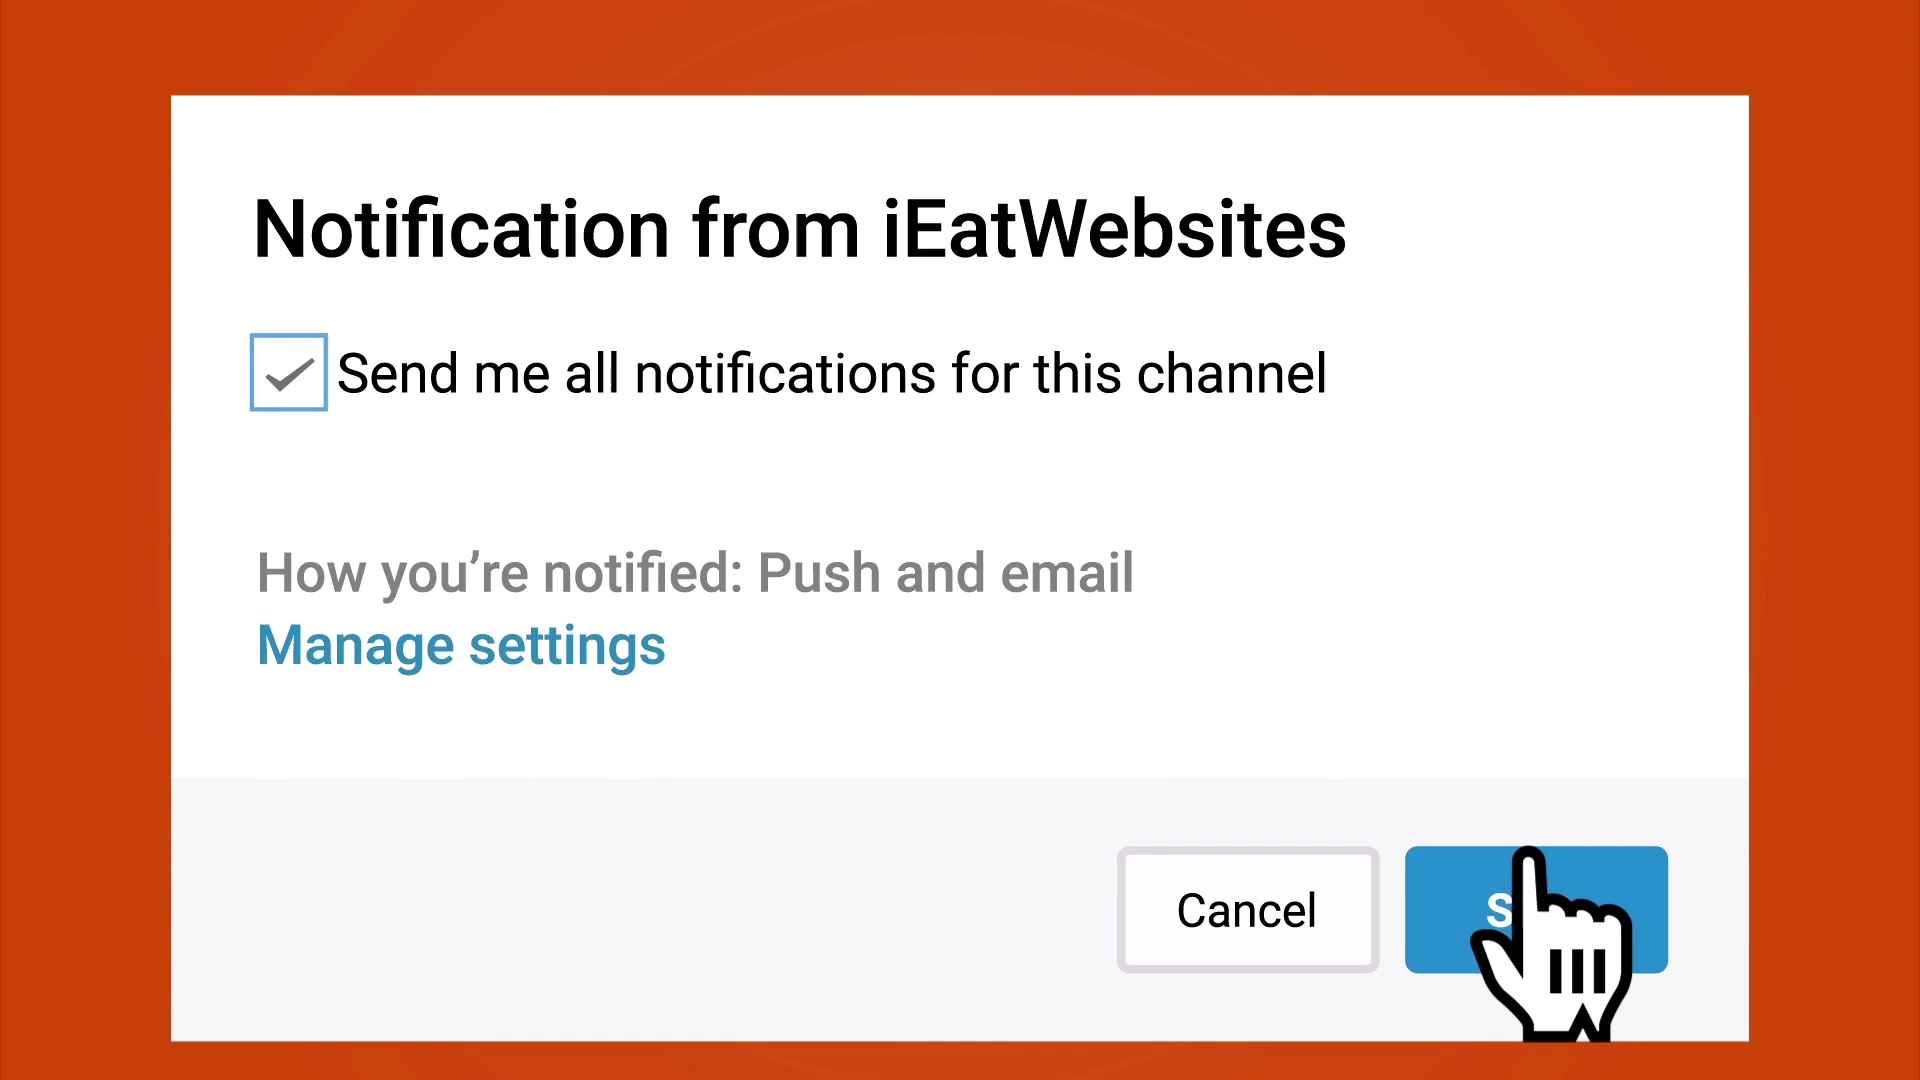 Notification from iEatWebsites
Send me all notifications for this channel
How you’re notified: Push and email
Manage settings
Cancel